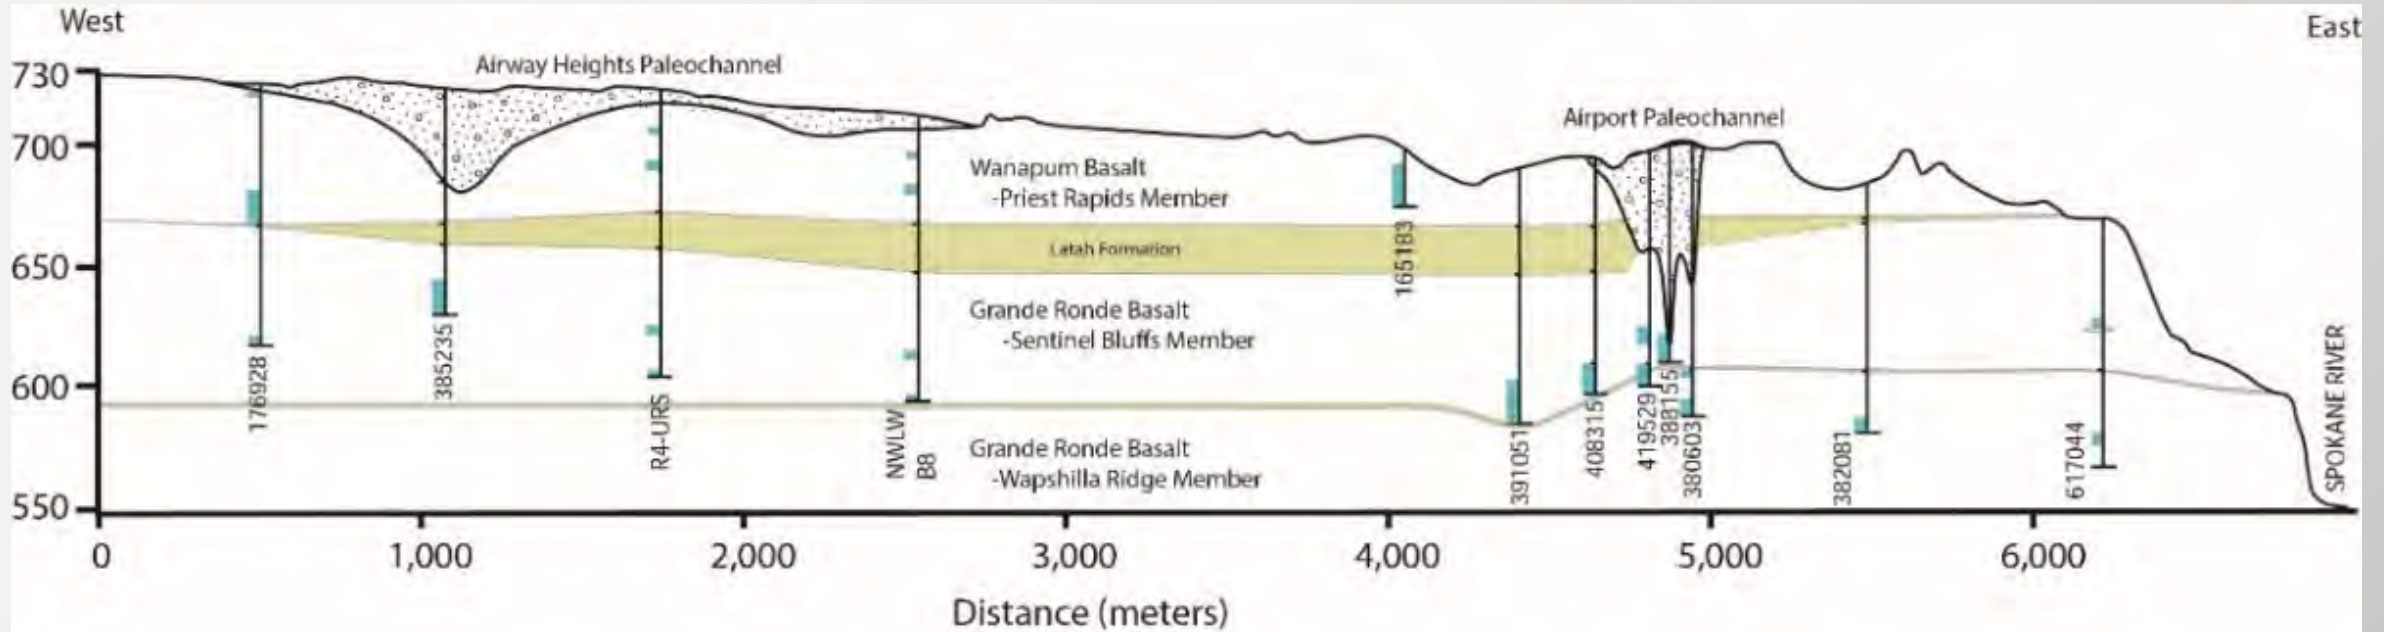 West
East
Airway Heights Paleochannel
Airport Paleochannel
730
700
650
600
550
Wanapum Basalt
-Priest Rapids Member
Latah Formation
Grande Ronde Basalt
-Sentinel Bluffs Member
Grande Ronde Basalt
-Wapshilla Ridge Member
1769928
385235
R4-URS
NWLW
B8
165183
391051
408315
419529
388155
380603
382081
617044
SPOKANE RIVER
0
1,000
2,000
3,000
4,000
5,000
6,000
Distance (meters)